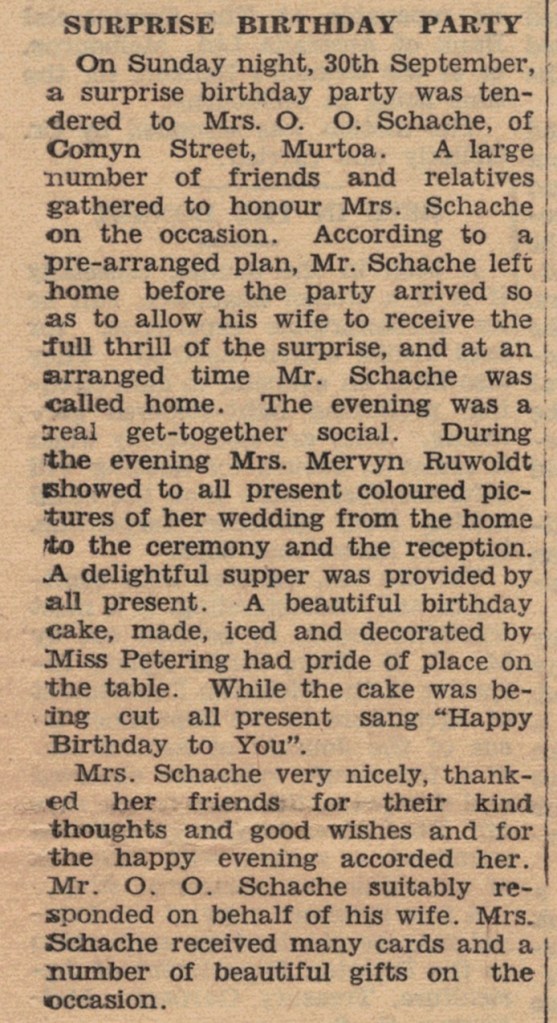 SURPRISE BIRTHDAY PARTY
On Sunday night, 30th September,
a surprise birthday party was ten-
dered to Mrs. O. O. Schache, of
Comyn Street, Murtoa. A large
number of friends and relatives
gathered to honour Mrs. Schache
on the occasion. According to a
pre-arranged plan, Mr. Schache left
home before the party arrived so
as to allow his wife to receive the
full thrill of the surprise, and at an
arranged time Mr. Schache was
called home. The evening was a
real get-together social. During
the evening Mrs. Mervyn Ruwoldt
showed to all present coloured pic-
tures of her wedding from the home
to the ceremony and the reception.
A delightful supper was provided by
all present. A beautiful birthday
cake, made, iced and decorated by
Miss Petering had pride of place on
the table. While the cake was be-
ing cut all present sang "Happy
Birthday to You".
Mrs. Schache very nicely, thank-
ed her friends for their kind
thoughts and good wishes and for
the happy evening accorded her.
Mr. O. O. Schache suitably re-
sponded on behalf of his wife. Mrs.
Schache received many cards and a
number of beautiful gifts on the
occasion.